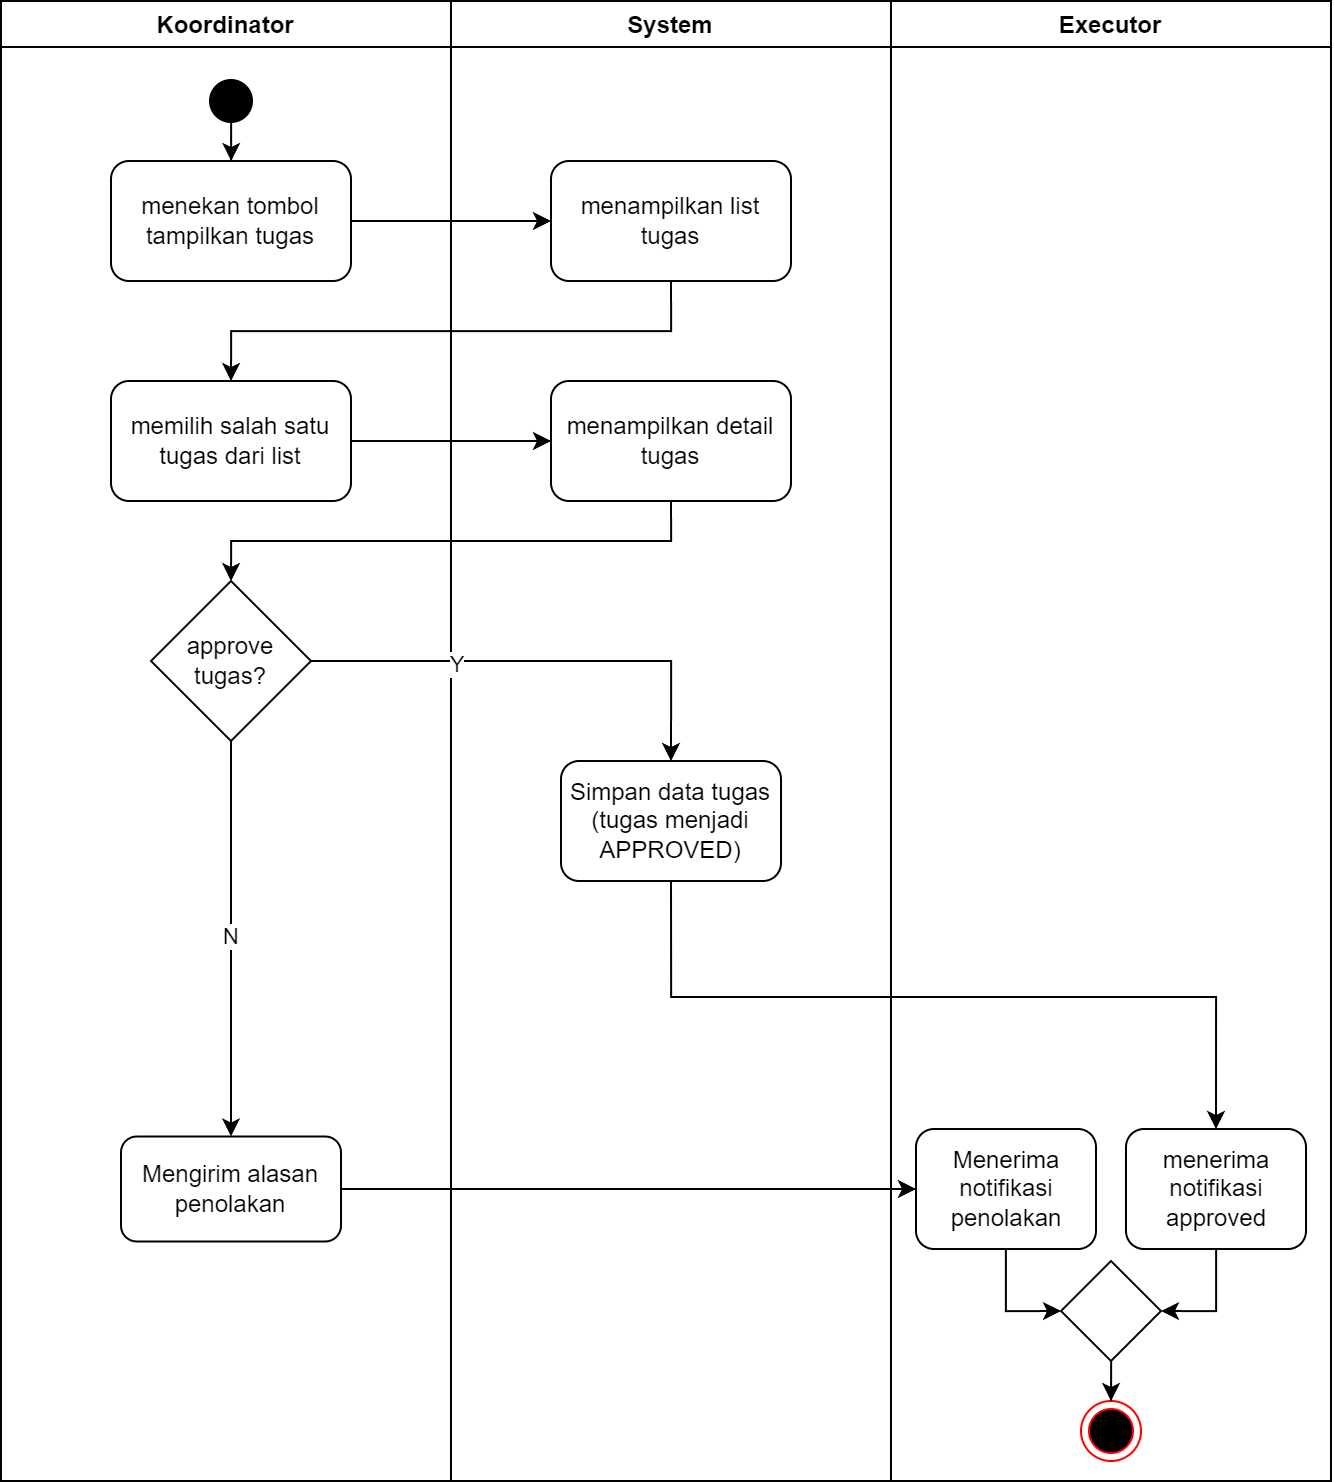 Koordinator
System
Executor
menekan tombol
tampilkan tugas
menampilkan list
tugas
memilih salah satu
tugas dari list
menampilkan detail
tugas
approve
tugas?
Y
Simpan data tugas
(tugas menjadi
APPROVED)
N
Mengirim alasan
penolakan
Menerima
notifikasi
penolakan
menerima
notifikasi
approved